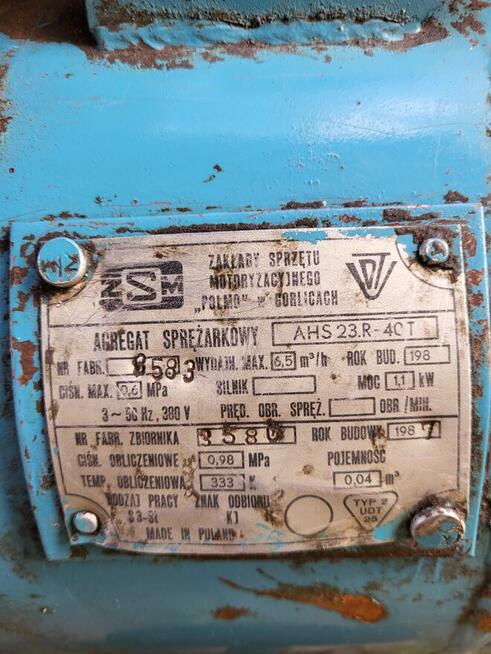 ZSM
ZAKŁADY SPRZĘTU
MOTORYZACYJNEGO
„POLMO" W GORLICACH
AGREGAT SPRĘŻARKOWY AHS 23.R-40T
NR FABR. 8583 WYDAJN. MAX. 6,5 m³/h ROK BUD. 198
CIŚN. MAX. 0,6 MPa SILNIK MOC 1,1 kW
3~50 Hz, 380 V PRĘD. OBR. SPRĘŻ. OBR/MIN.
NR FABR. ZBIORNIKA ROK BUDOWY 1987
CIŚN. OBLICZENIOWE 0,98 MPa POJEMNOŚĆ
TEMP. OBLICZENIOWA 333 K 0,04 m³
RODZAJ PRACY ZNAK ODBIORU TYP 2
KJ UDT
MADE IN POLAND 25